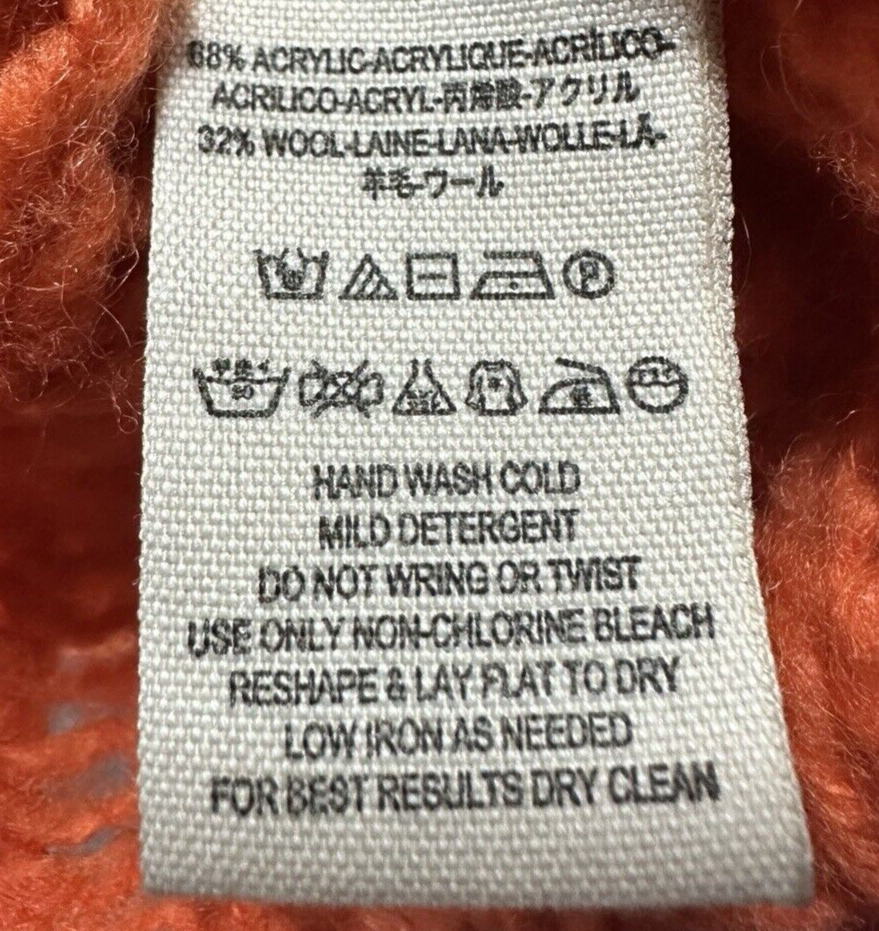 68% ACRYLIC-ACRYLIQUE-ACRÍLICO-
ACRILICO-ACRYL-丙烯酸-アクリル
32% WOOL-LAINE-LANA-WOLLE-LÃ-
羊毛-ウール
P
30
HAND WASH COLD
MILD DETERGENT
DO NOT WRING OR TWIST
USE ONLY NON-CHLORINE BLEACH
RESHAPE & LAY FLAT TO DRY
LOW IRON AS NEEDED
FOR BEST RESULTS DRY CLEAN